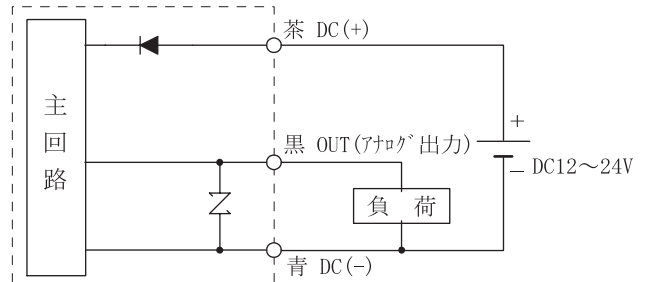 茶 DC(+)
主回路
黒 OUT(ｱﾅﾛｸﾞ出力)
+
− DC12～24V
負 荷
青 DC(−)